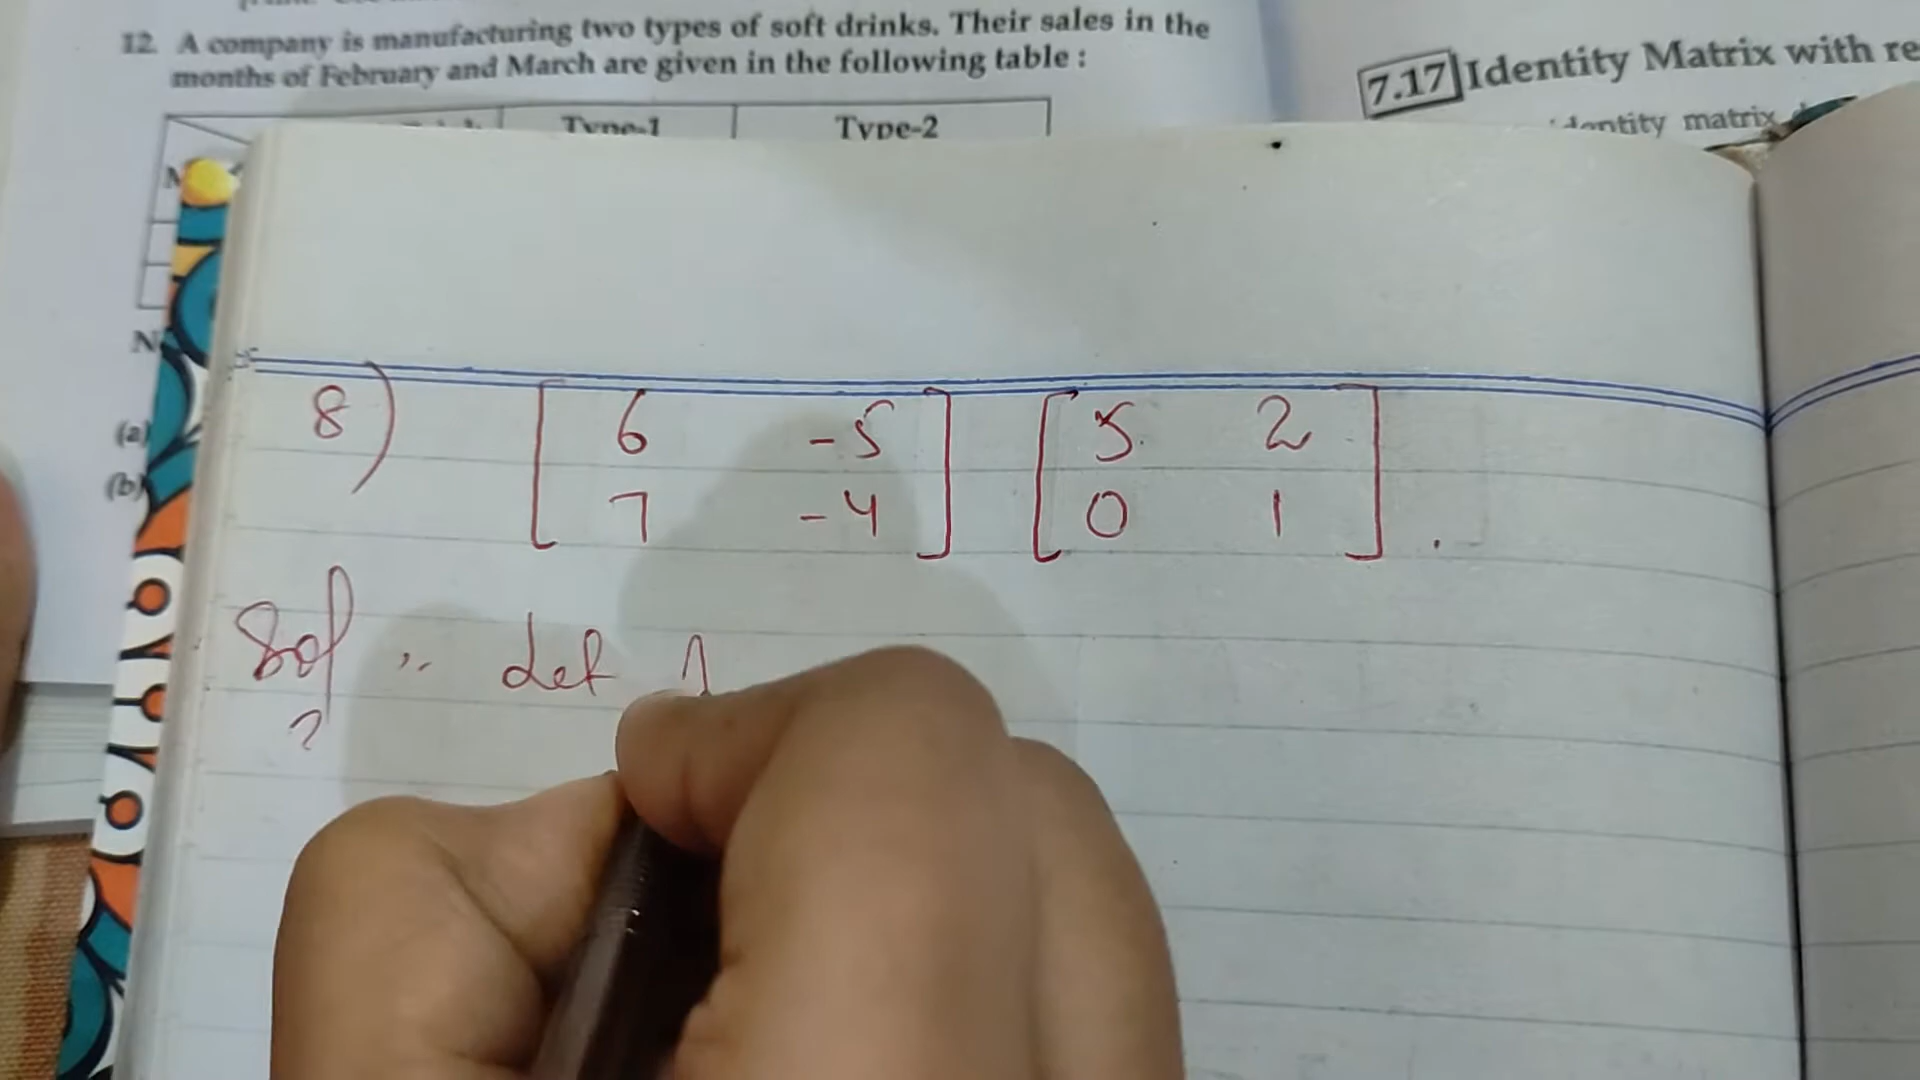 12. A company is manufacturing two types of soft drinks. Their sales in the
months of February and March are given in the following table :
Type-1 Type-2
7.17 Identity Matrix with re
identity matrix
N
(a)
(b)
8) [ 6 -5 ] [ 5 2 ]
[ 7 -4 ] [ 0 1 ] .
Sol :- Let